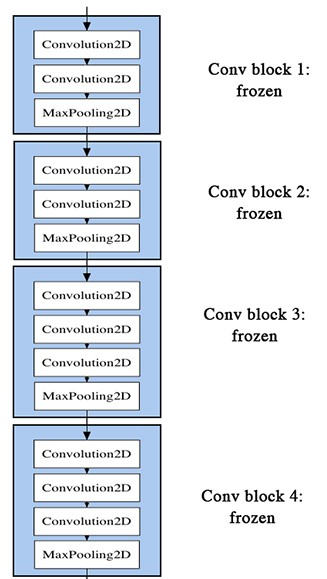 Convolution2D
Convolution2D
MaxPooling2D
Conv block 1:
frozen
Convolution2D
Convolution2D
MaxPooling2D
Conv block 2:
frozen
Convolution2D
Convolution2D
Convolution2D
MaxPooling2D
Conv block 3:
frozen
Convolution2D
Convolution2D
Convolution2D
MaxPooling2D
Conv block 4:
frozen